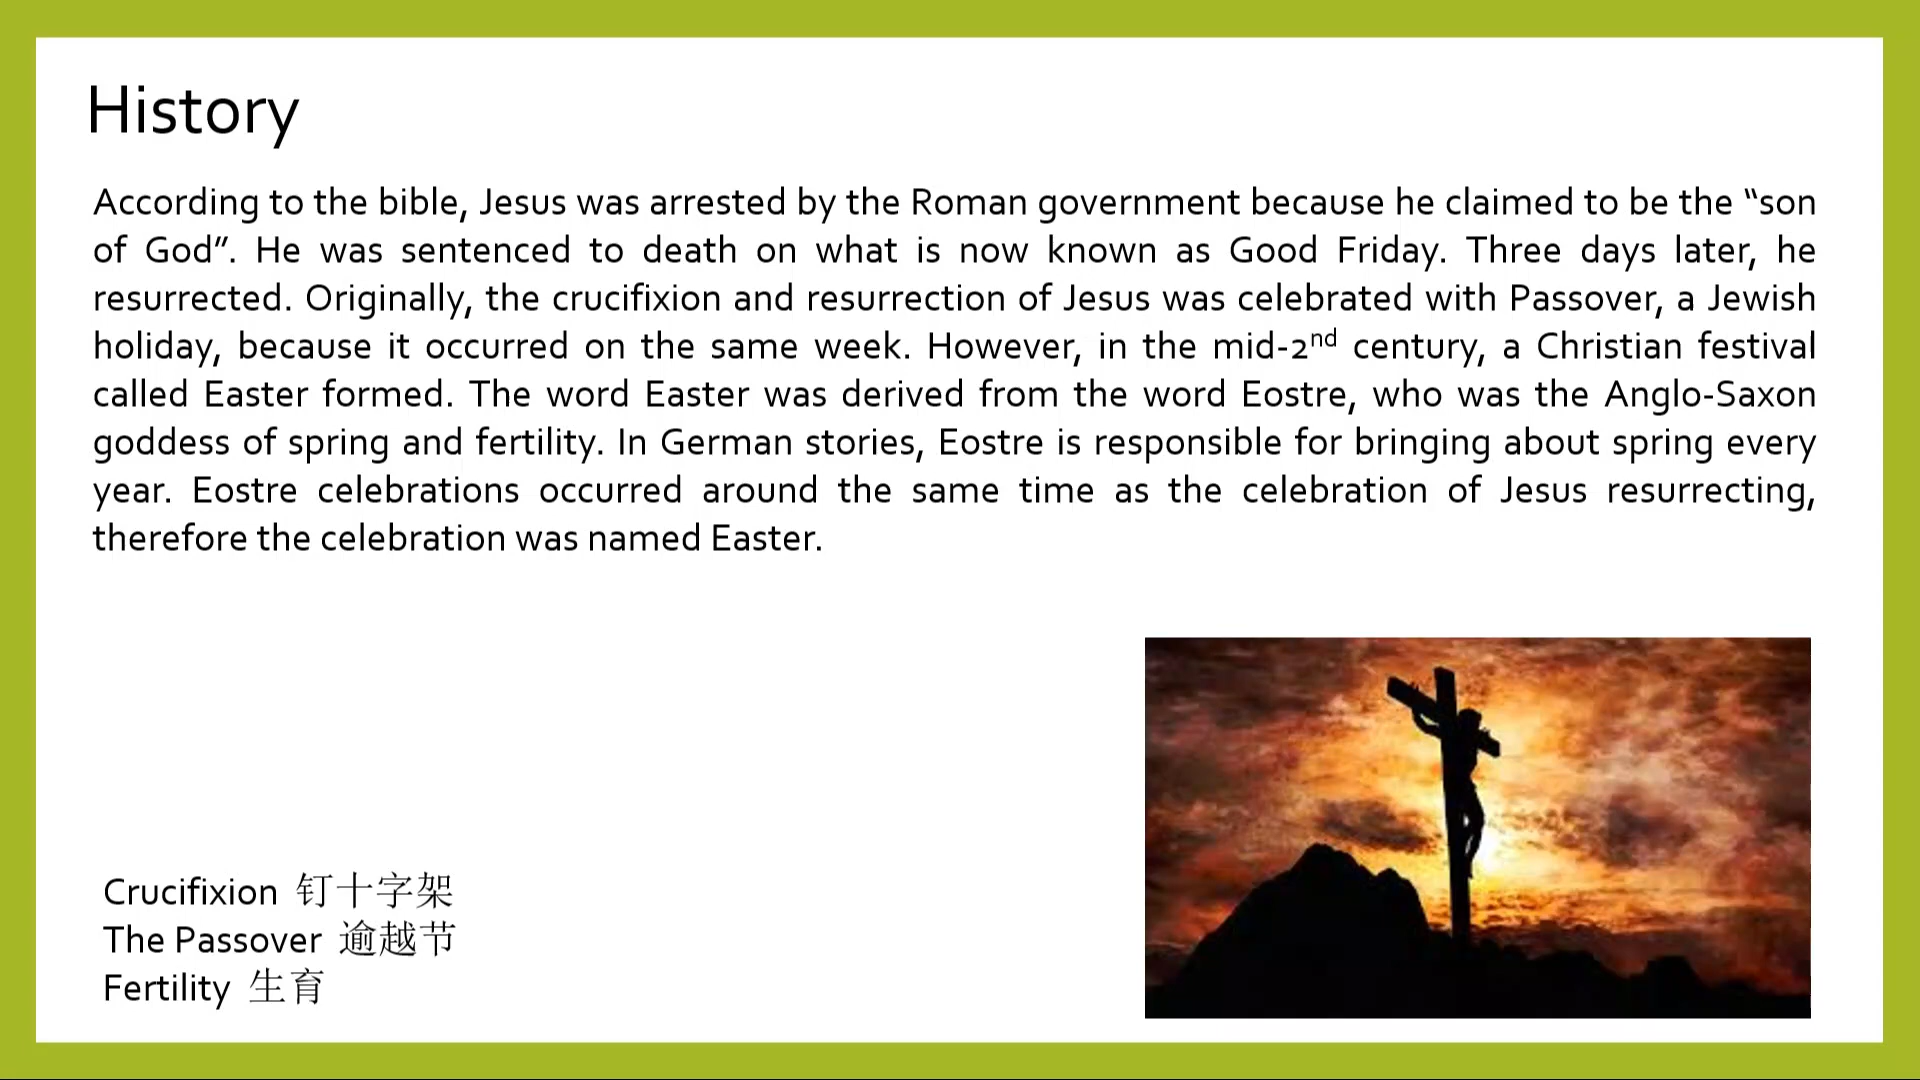 History
According to the bible, Jesus was arrested by the Roman government because he claimed to be the “son
of God”. He was sentenced to death on what is now known as Good Friday. Three days later, he
resurrected. Originally, the crucifixion and resurrection of Jesus was celebrated with Passover, a Jewish
holiday, because it occurred on the same week. However, in the mid-2nd century, a Christian festival
called Easter formed. The word Easter was derived from the word Eostre, who was the Anglo-Saxon
goddess of spring and fertility. In German stories, Eostre is responsible for bringing about spring every
year. Eostre celebrations occurred around the same time as the celebration of Jesus resurrecting,
therefore the celebration was named Easter.
Crucifixion 钉十字架
The Passover 逾越节
Fertility 生育